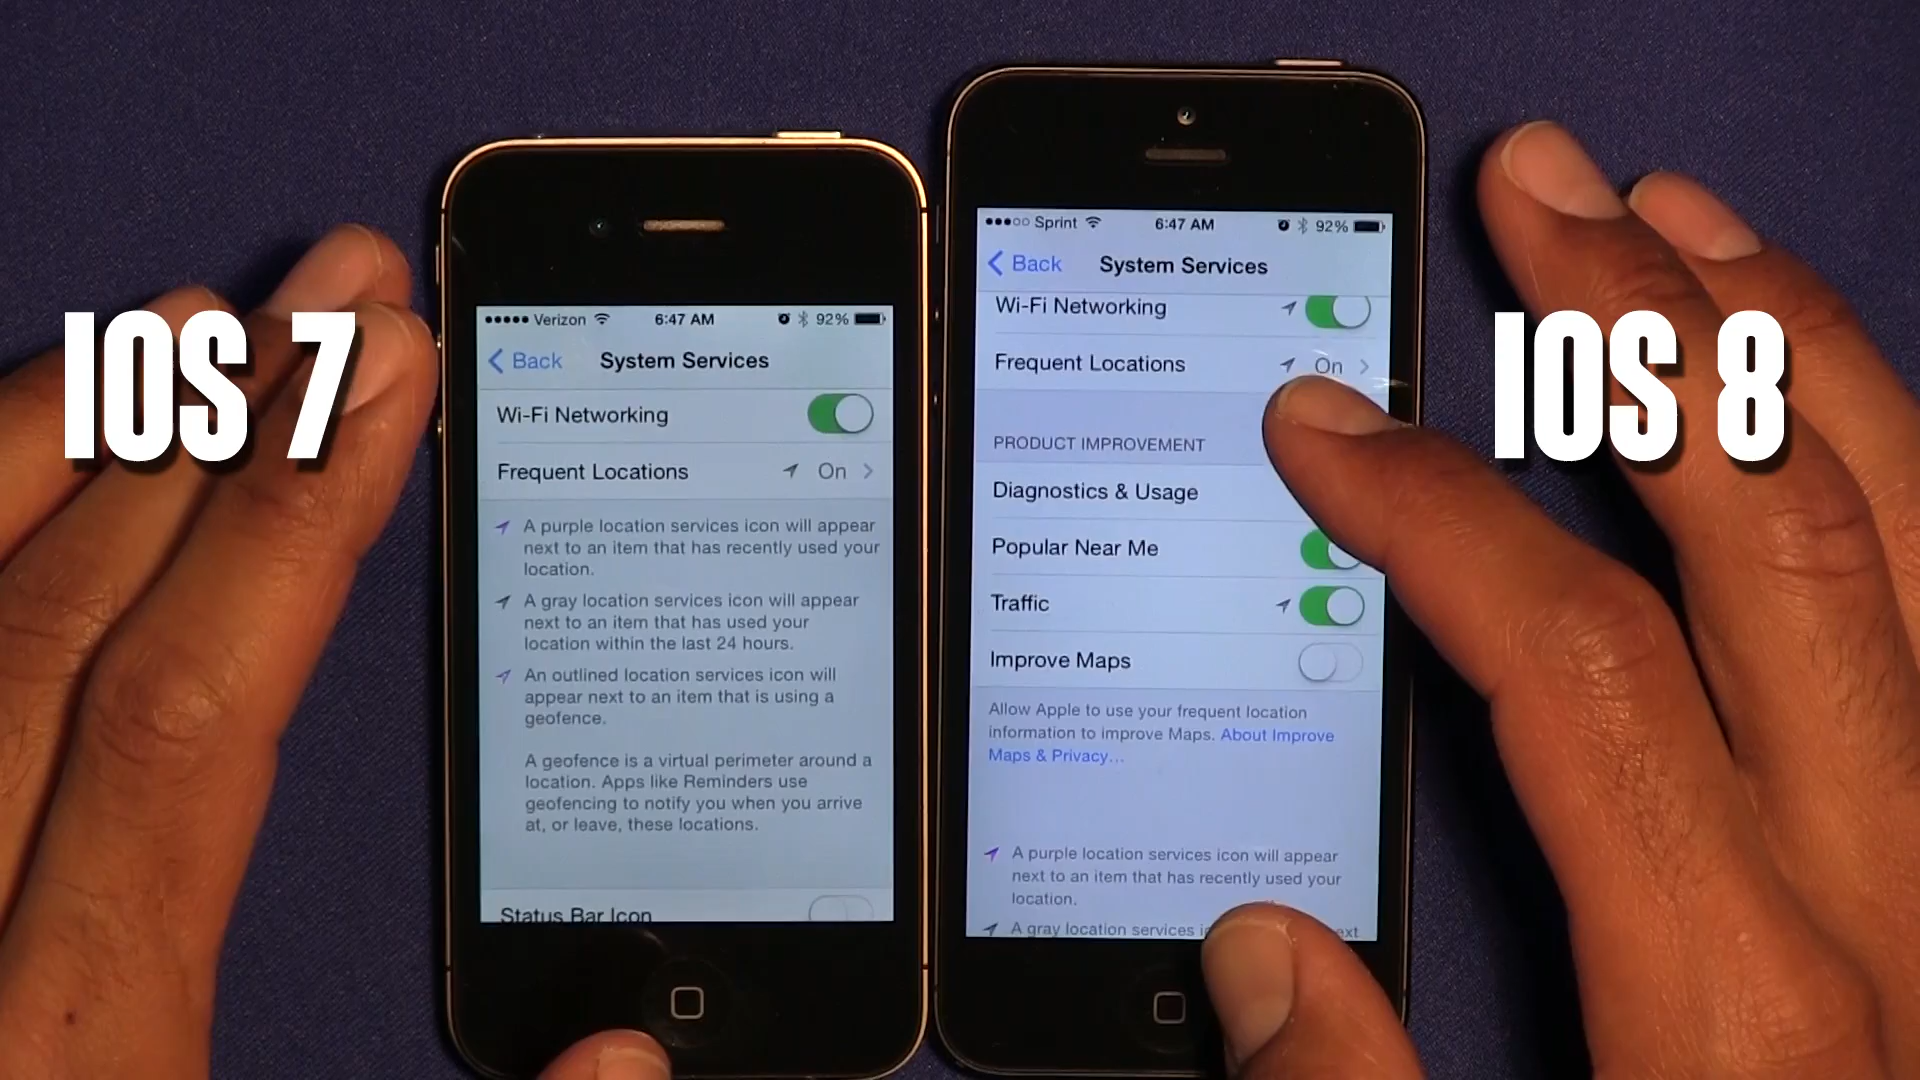 IOS 7
Verizon 6:47 AM 92%
Back System Services
Wi-Fi Networking
Frequent Locations On
A purple location services icon will appear
next to an item that has recently used your
location.
A gray location services icon will appear
next to an item that has used your
location within the last 24 hours.
An outlined location services icon will
appear next to an item that is using a
geofence.
A geofence is a virtual perimeter around a
location. Apps like Reminders use
geofencing to notify you when you arrive
at, or leave, these locations.
Status Bar Icon
Sprint 6:47 AM 92%
Back System Services
Wi-Fi Networking
Frequent Locations On
PRODUCT IMPROVEMENT
Diagnostics & Usage
Popular Near Me
Traffic
Improve Maps
Allow Apple to use your frequent location
information to improve Maps. About Improve
Maps & Privacy...
A purple location services icon will appear
next to an item that has recently used your
location.
A gray location services
IOS 8